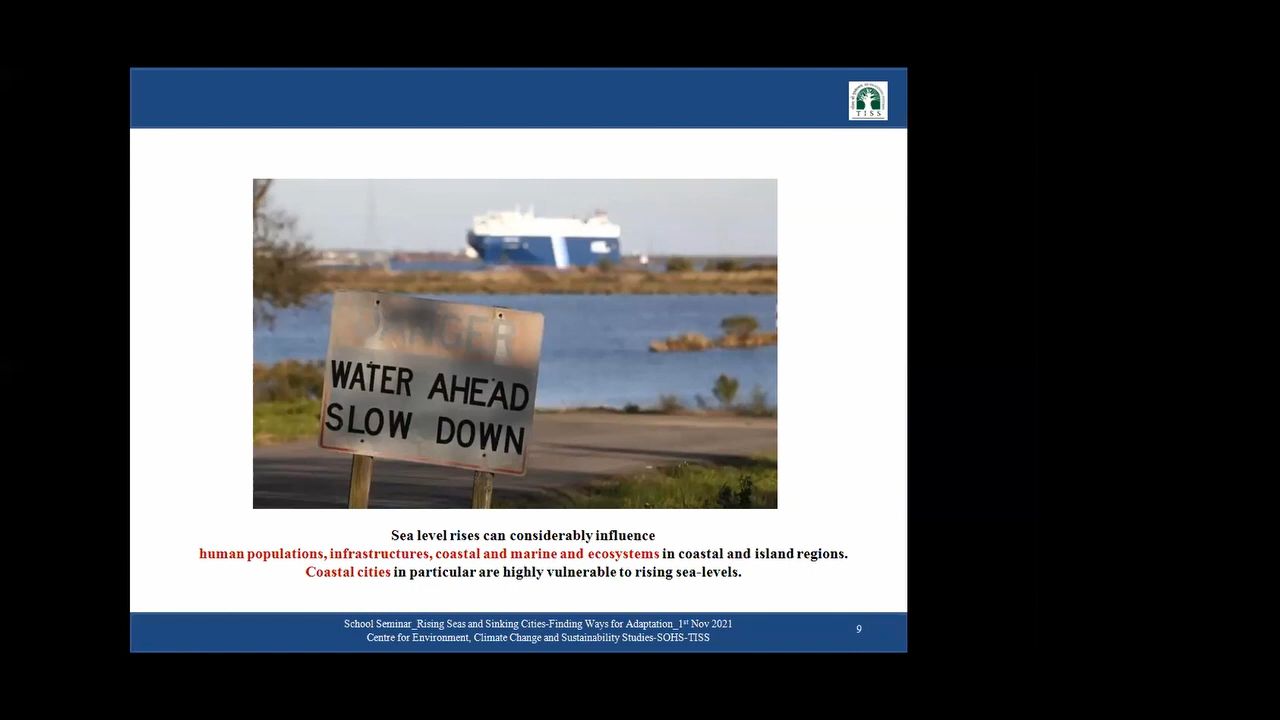 TISS
DANGER
WATER AHEAD
SLOW DOWN
Sea level rises can considerably influence
human populations, infrastructures, coastal and marine and ecosystems in coastal and island regions.
Coastal cities in particular are highly vulnerable to rising sea-levels.
School Seminar_Rising Seas and Sinking Cities-Finding Ways for Adaptation_1st Nov 2021
Centre for Environment, Climate Change and Sustainability Studies-SOHS-TISS
9